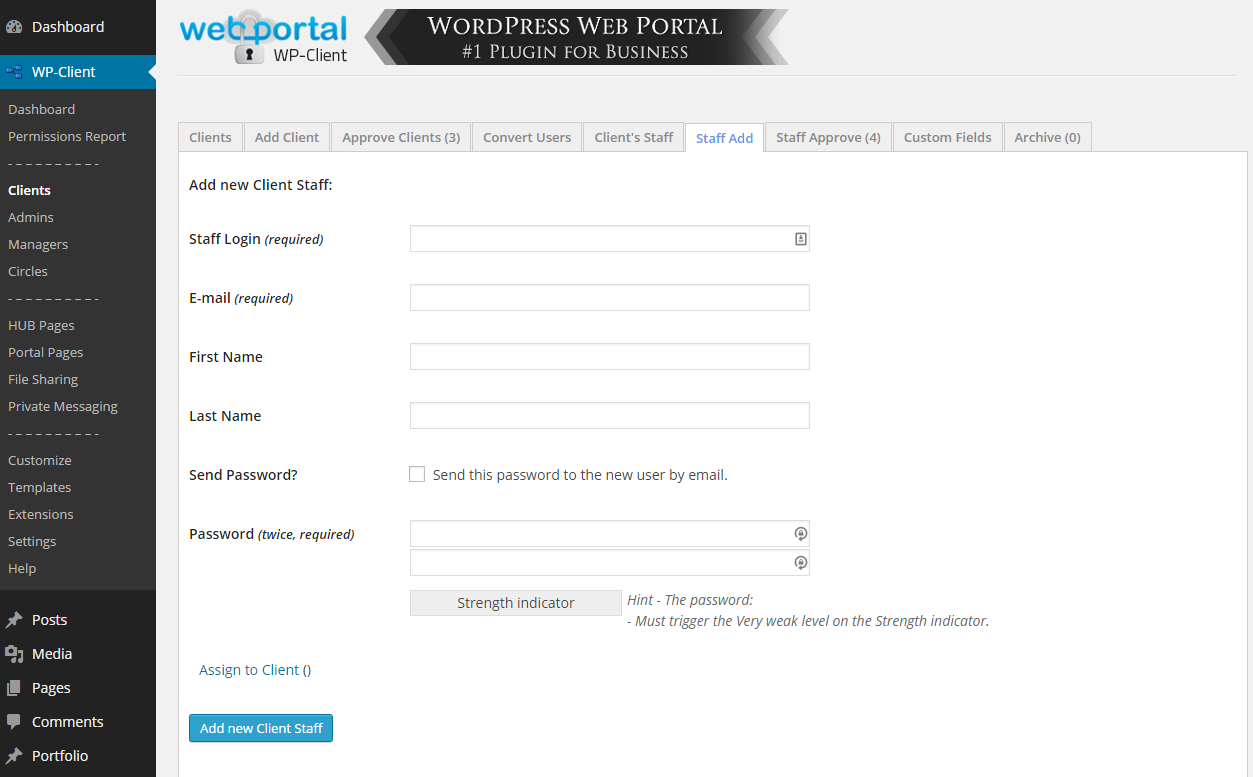 Dashboard
WP-Client
Dashboard
Permissions Report
- - - - - - - - - -
Clients
Admins
Managers
Circles
- - - - - - - - - -
HUB Pages
Portal Pages
File Sharing
Private Messaging
- - - - - - - - - -
Customize
Templates
Extensions
Settings
Help
Posts
Media
Pages
Comments
Portfolio
web portal
WP-Client
WordPress Web Portal
#1 Plugin for Business
Clients Add Client Approve Clients (3) Convert Users Client's Staff Staff Add Staff Approve (4) Custom Fields Archive (0)
Add new Client Staff:
Staff Login (required)
E-mail (required)
First Name
Last Name
Send Password? Send this password to the new user by email.
Password (twice, required)
Strength indicator
Hint - The password:
- Must trigger the Very weak level on the Strength indicator.
Assign to Client ()
Add new Client Staff